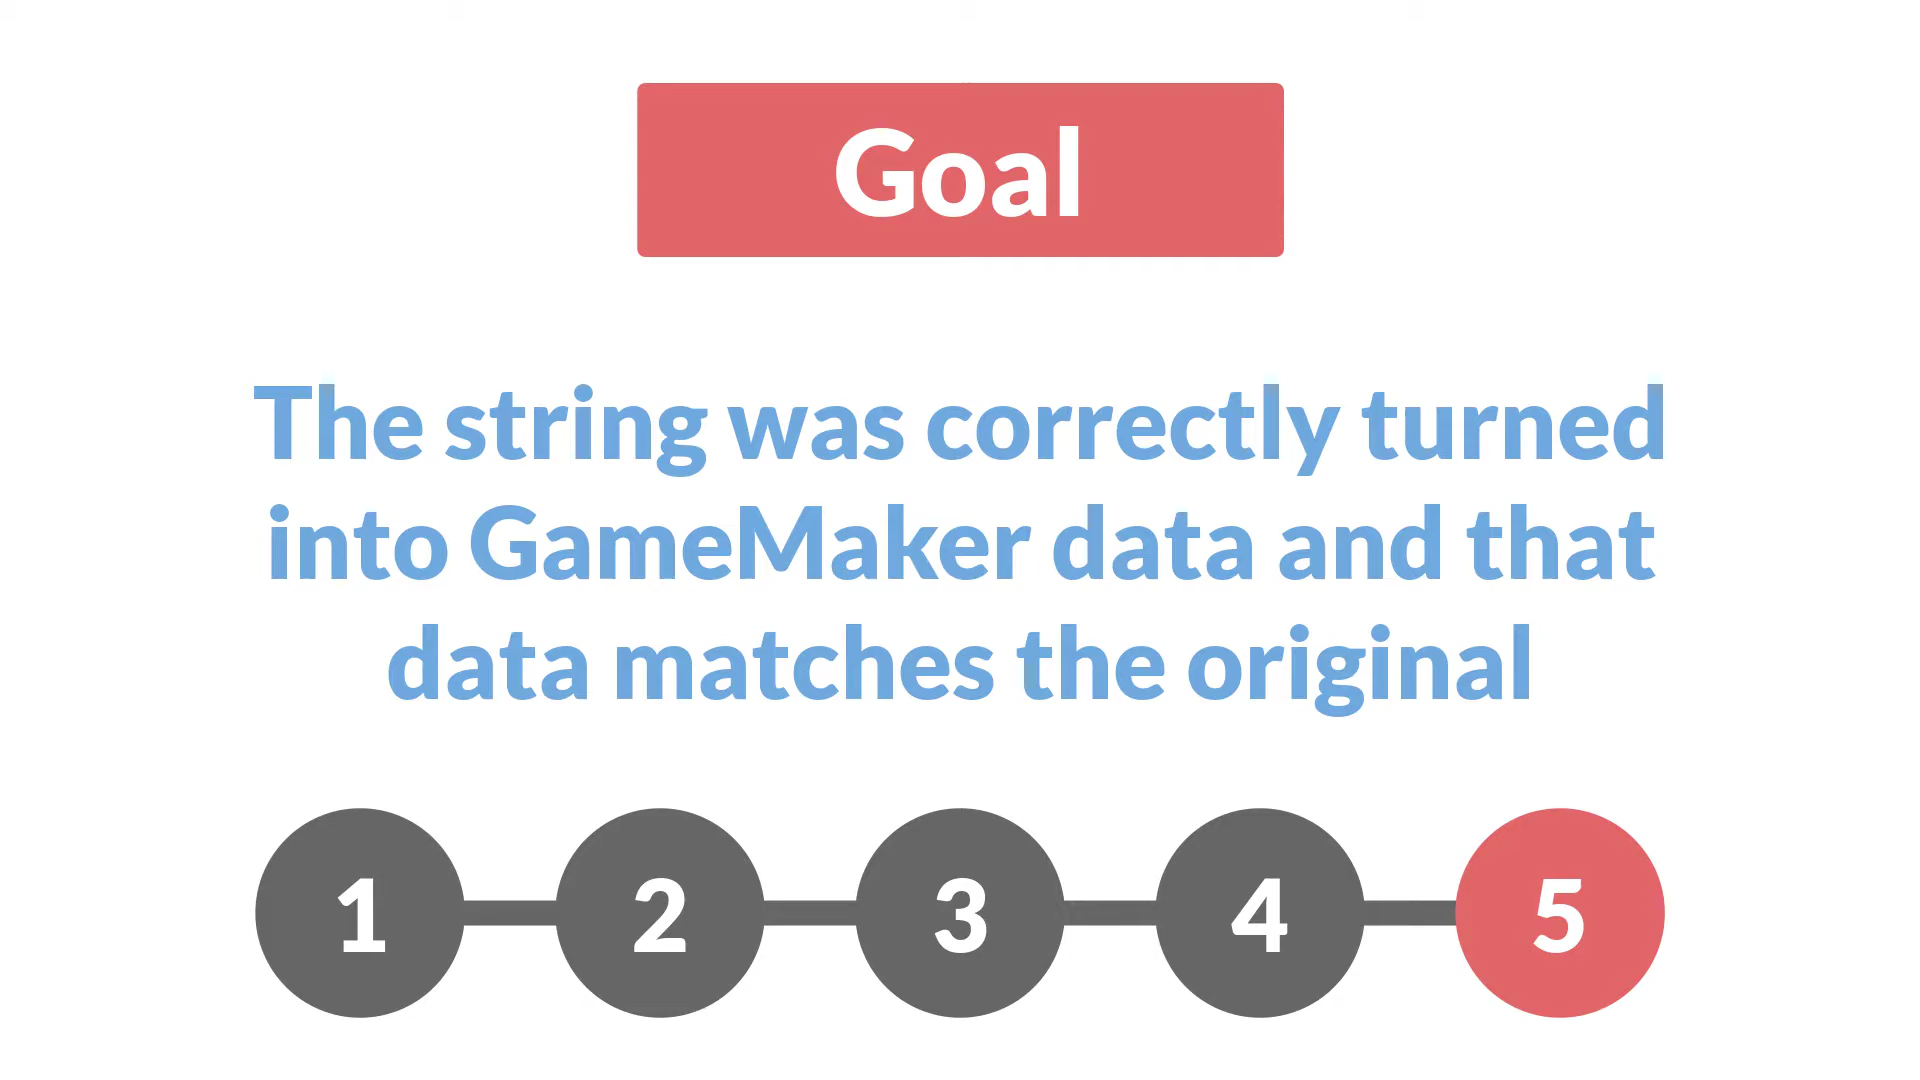 Goal
The string was correctly turned
into GameMaker data and that
data matches the original
1 2 3 4 5